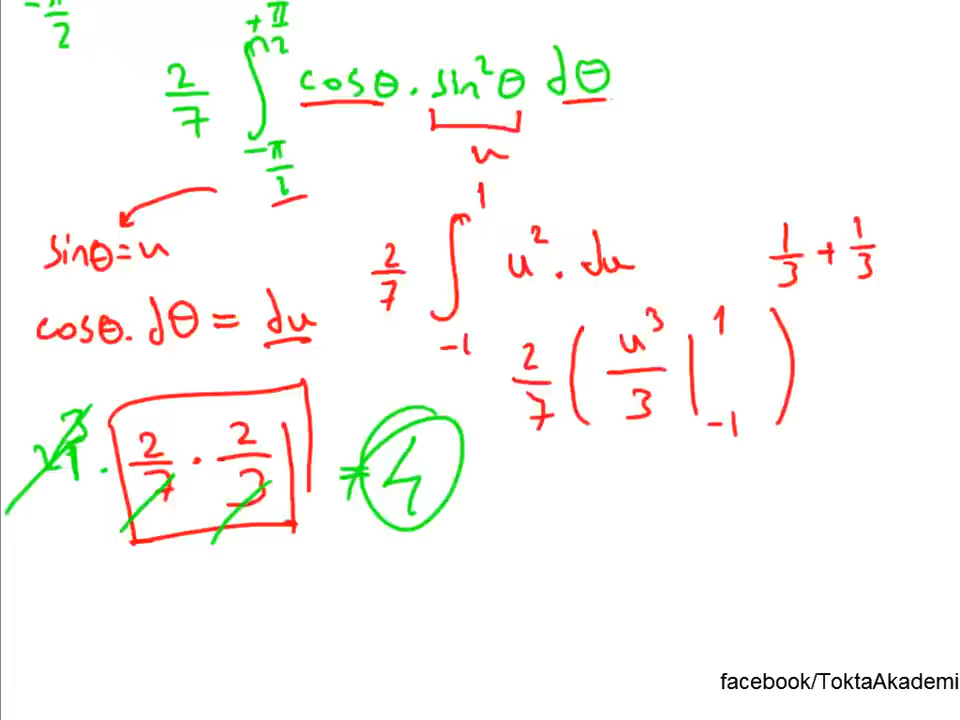 -π/2
2/7 ∫_{-π/2}^{+π/2} cosθ . sin²θ dθ
u
sinθ = u
2/7 ∫_{-1}^{1} u² . du
1/3 + 1/3
cosθ . dθ = du
2/7 ( u³/3 |_{-1}^{1} )
21 . 2/7 . 2/3 = 4
3
facebook/ToktaAkademi